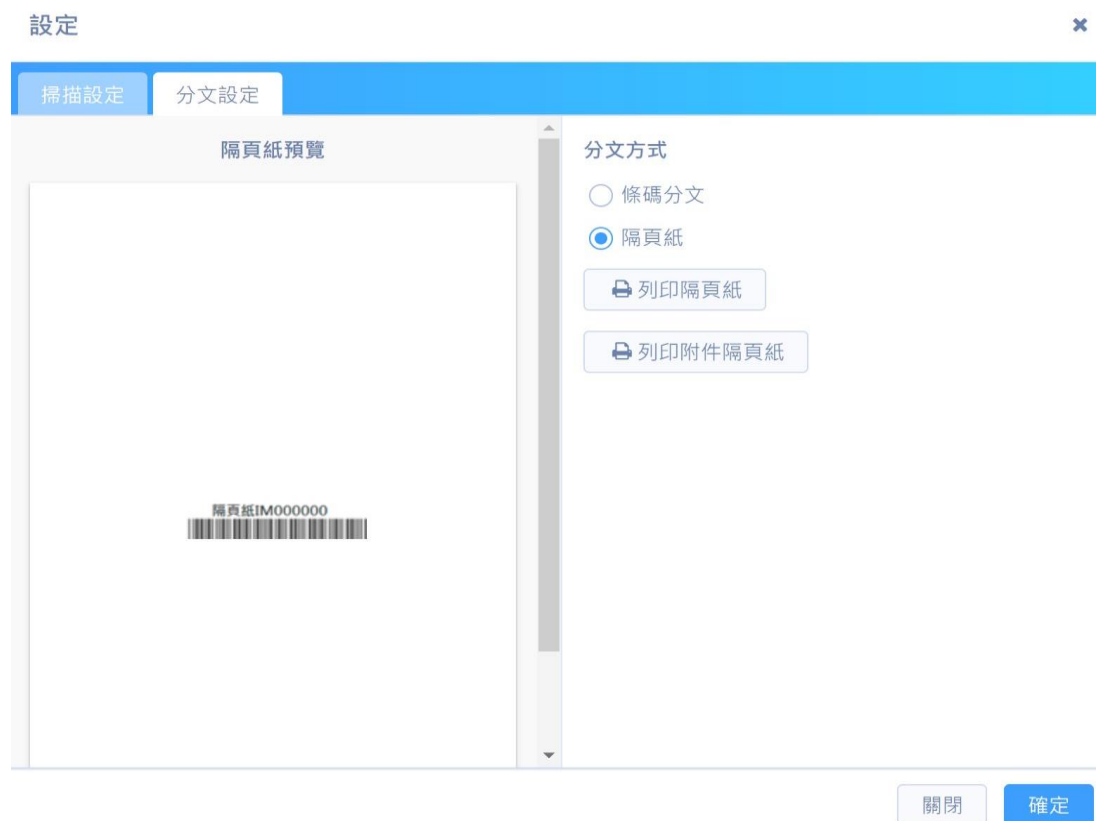 設定
掃描設定
分文設定
隔頁紙預覽
隔頁紙IM000000
分文方式
條碼分文
隔頁紙
列印隔頁紙
列印附件隔頁紙
關閉
確定